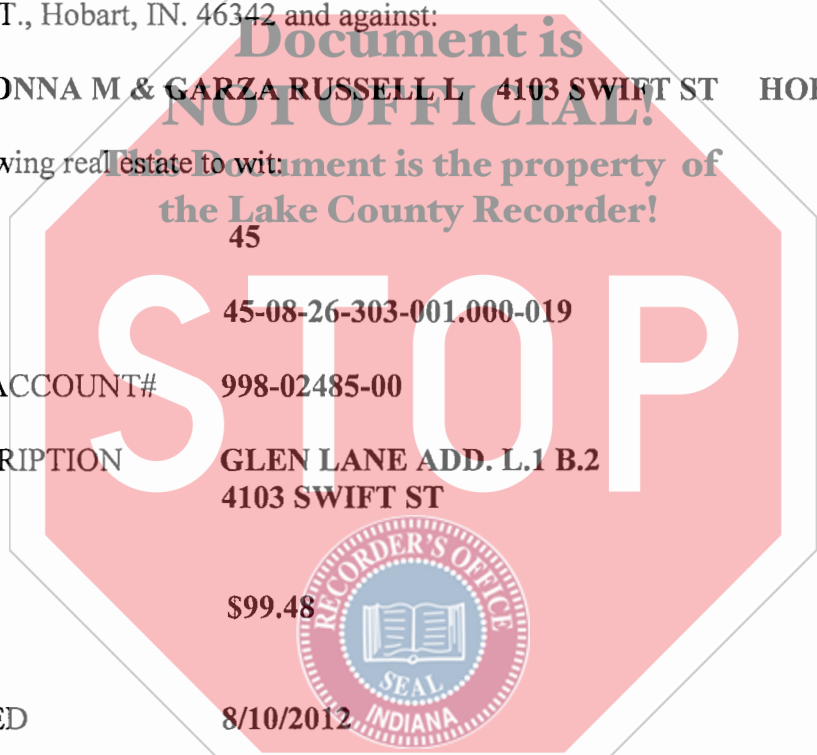 T., Hobart, IN. 46342 and against:
Document is
ONNA M & GARZA RUSSELL L 4103 SWIFT ST HO
NOT OFFICIAL!
wing real estate to wit:
This Document is the property of
the Lake County Recorder!
45
45-08-26-303-001.000-019
ACCOUNT# 998-02485-00
RIPTION GLEN LANE ADD. L.1 B.2
4103 SWIFT ST
STOP
$99.48
RECORDER'S OFFICE
SEAL
INDIANA
ED 8/10/2012